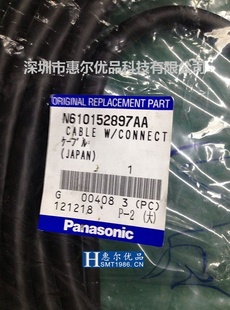 深圳市惠尔优品科技有限公司
ORIGINAL REPLACEMENT PART
N610152897AA
CABLE W/CONNECT
ケーブル
(JAPAN)
1
G 00408 3 (PC)
121218 P-2 (大)
Panasonic
H 惠尔优品
SMT1986.CN